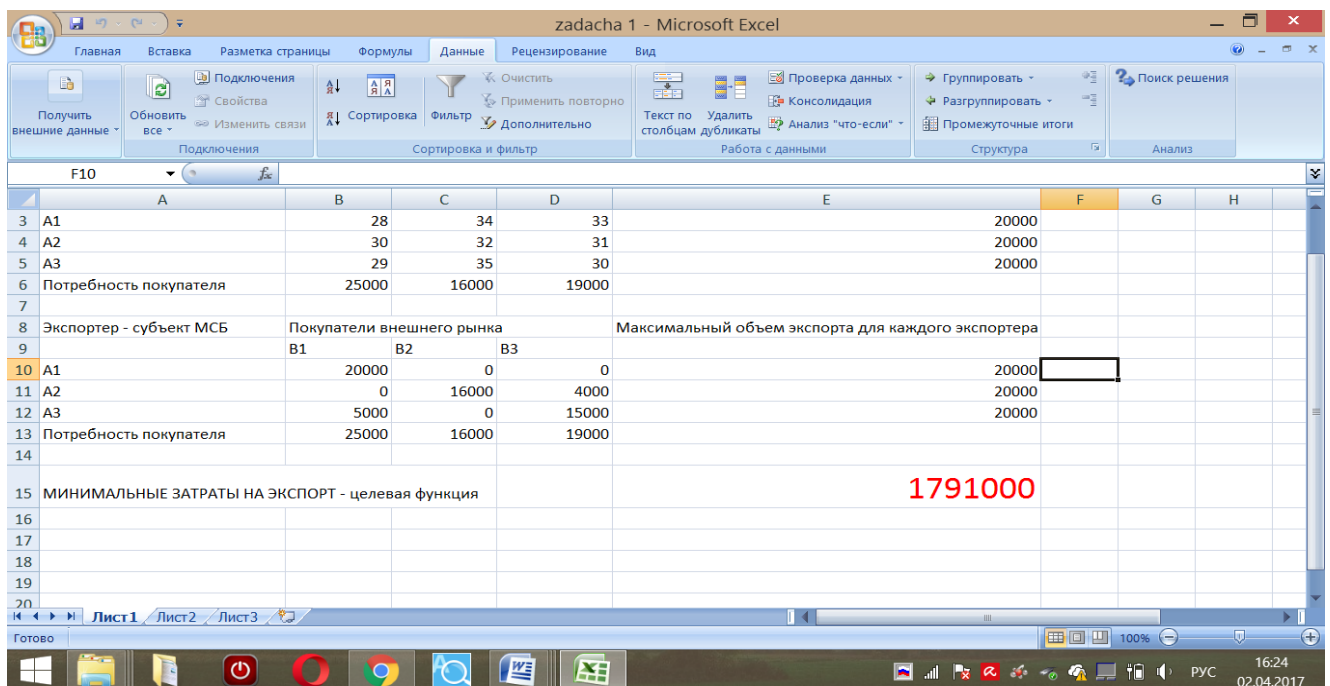 zadacha 1 - Microsoft Excel
Главная Вставка Разметка страницы Формулы Данные Рецензирование Вид
Получить внешние данные
Обновить все
Подключения
Свойства
Изменить связи
Подключения
Сортировка
Фильтр
Очистить
Применить повторно
Дополнительно
Сортировка и фильтр
Текст по столбцам
Удалить дубликаты
Проверка данных
Консолидация
Анализ "что-если"
Работа с данными
Группировать
Разгруппировать
Промежуточные итоги
Структура
Поиск решения
Анализ
F10 fx
A B C D E F G H
3 A1 28 34 33 20000
4 A2 30 32 31 20000
5 A3 29 35 30 20000
6 Потребность покупателя 25000 16000 19000
7
8 Экспортер - субъект МСБ Покупатели внешнего рынка Максимальный объем экспорта для каждого экспортера
9 B1 B2 B3
10 A1 20000 0 0 20000
11 A2 0 16000 4000 20000
12 A3 5000 0 15000 20000
13 Потребность покупателя 25000 16000 19000
14
15 МИНИМАЛЬНЫЕ ЗАТРАТЫ НА ЭКСПОРТ - целевая функция 1791000
16
17
18
19
20
Лист1 Лист2 Лист3
Готово 100%
РУС 16:24
02.04.2017